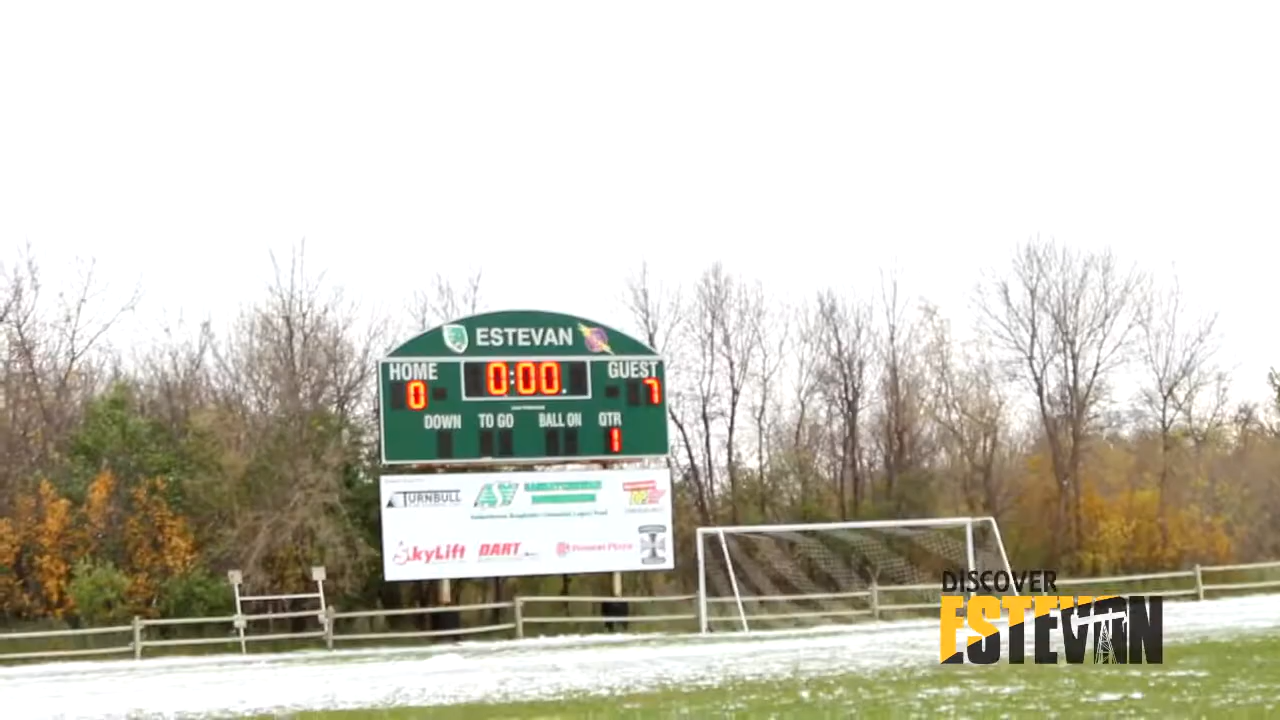 ESTEVAN
HOME 0:00. GUEST
0 7
DOWN TO GO BALL ON QTR
1
TURNBULL
SkyLift DART
DISCOVER
ESTEVAN